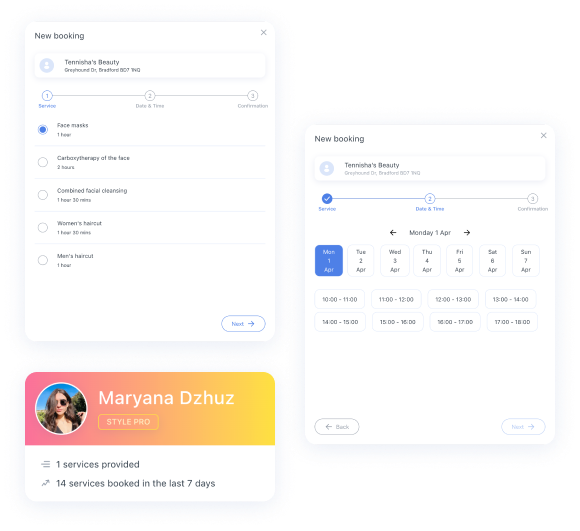 New booking
Tennisha's Beauty
Greyhound Dr, Bradford BD7 1NQ
1
2
3
Service
Date & Time
Confirmation
Face masks
1 hour
Carboxytherapy of the face
2 hours
Combined facial cleansing
1 hour 30 mins
Women's haircut
1 hour 30 mins
Men's haircut
1 hour
Next →
Maryana Dzhuz
STYLE PRO
1 services provided
14 services booked in the last 7 days
New booking
Tennisha's Beauty
Greyhound Dr, Bradford BD7 1NQ
2
3
Service
Date & Time
Confirmation
← Monday 1 Apr →
Mon Tue Wed Thu Fri Sat Sun
1 2 3 4 5 6 7
Apr Apr Apr Apr Apr Apr Apr
10:00 - 11:00 11:00 - 12:00 12:00 - 13:00 13:00 - 14:00
14:00 - 15:00 15:00 - 16:00 16:00 - 17:00 17:00 - 18:00
← Back
Next →